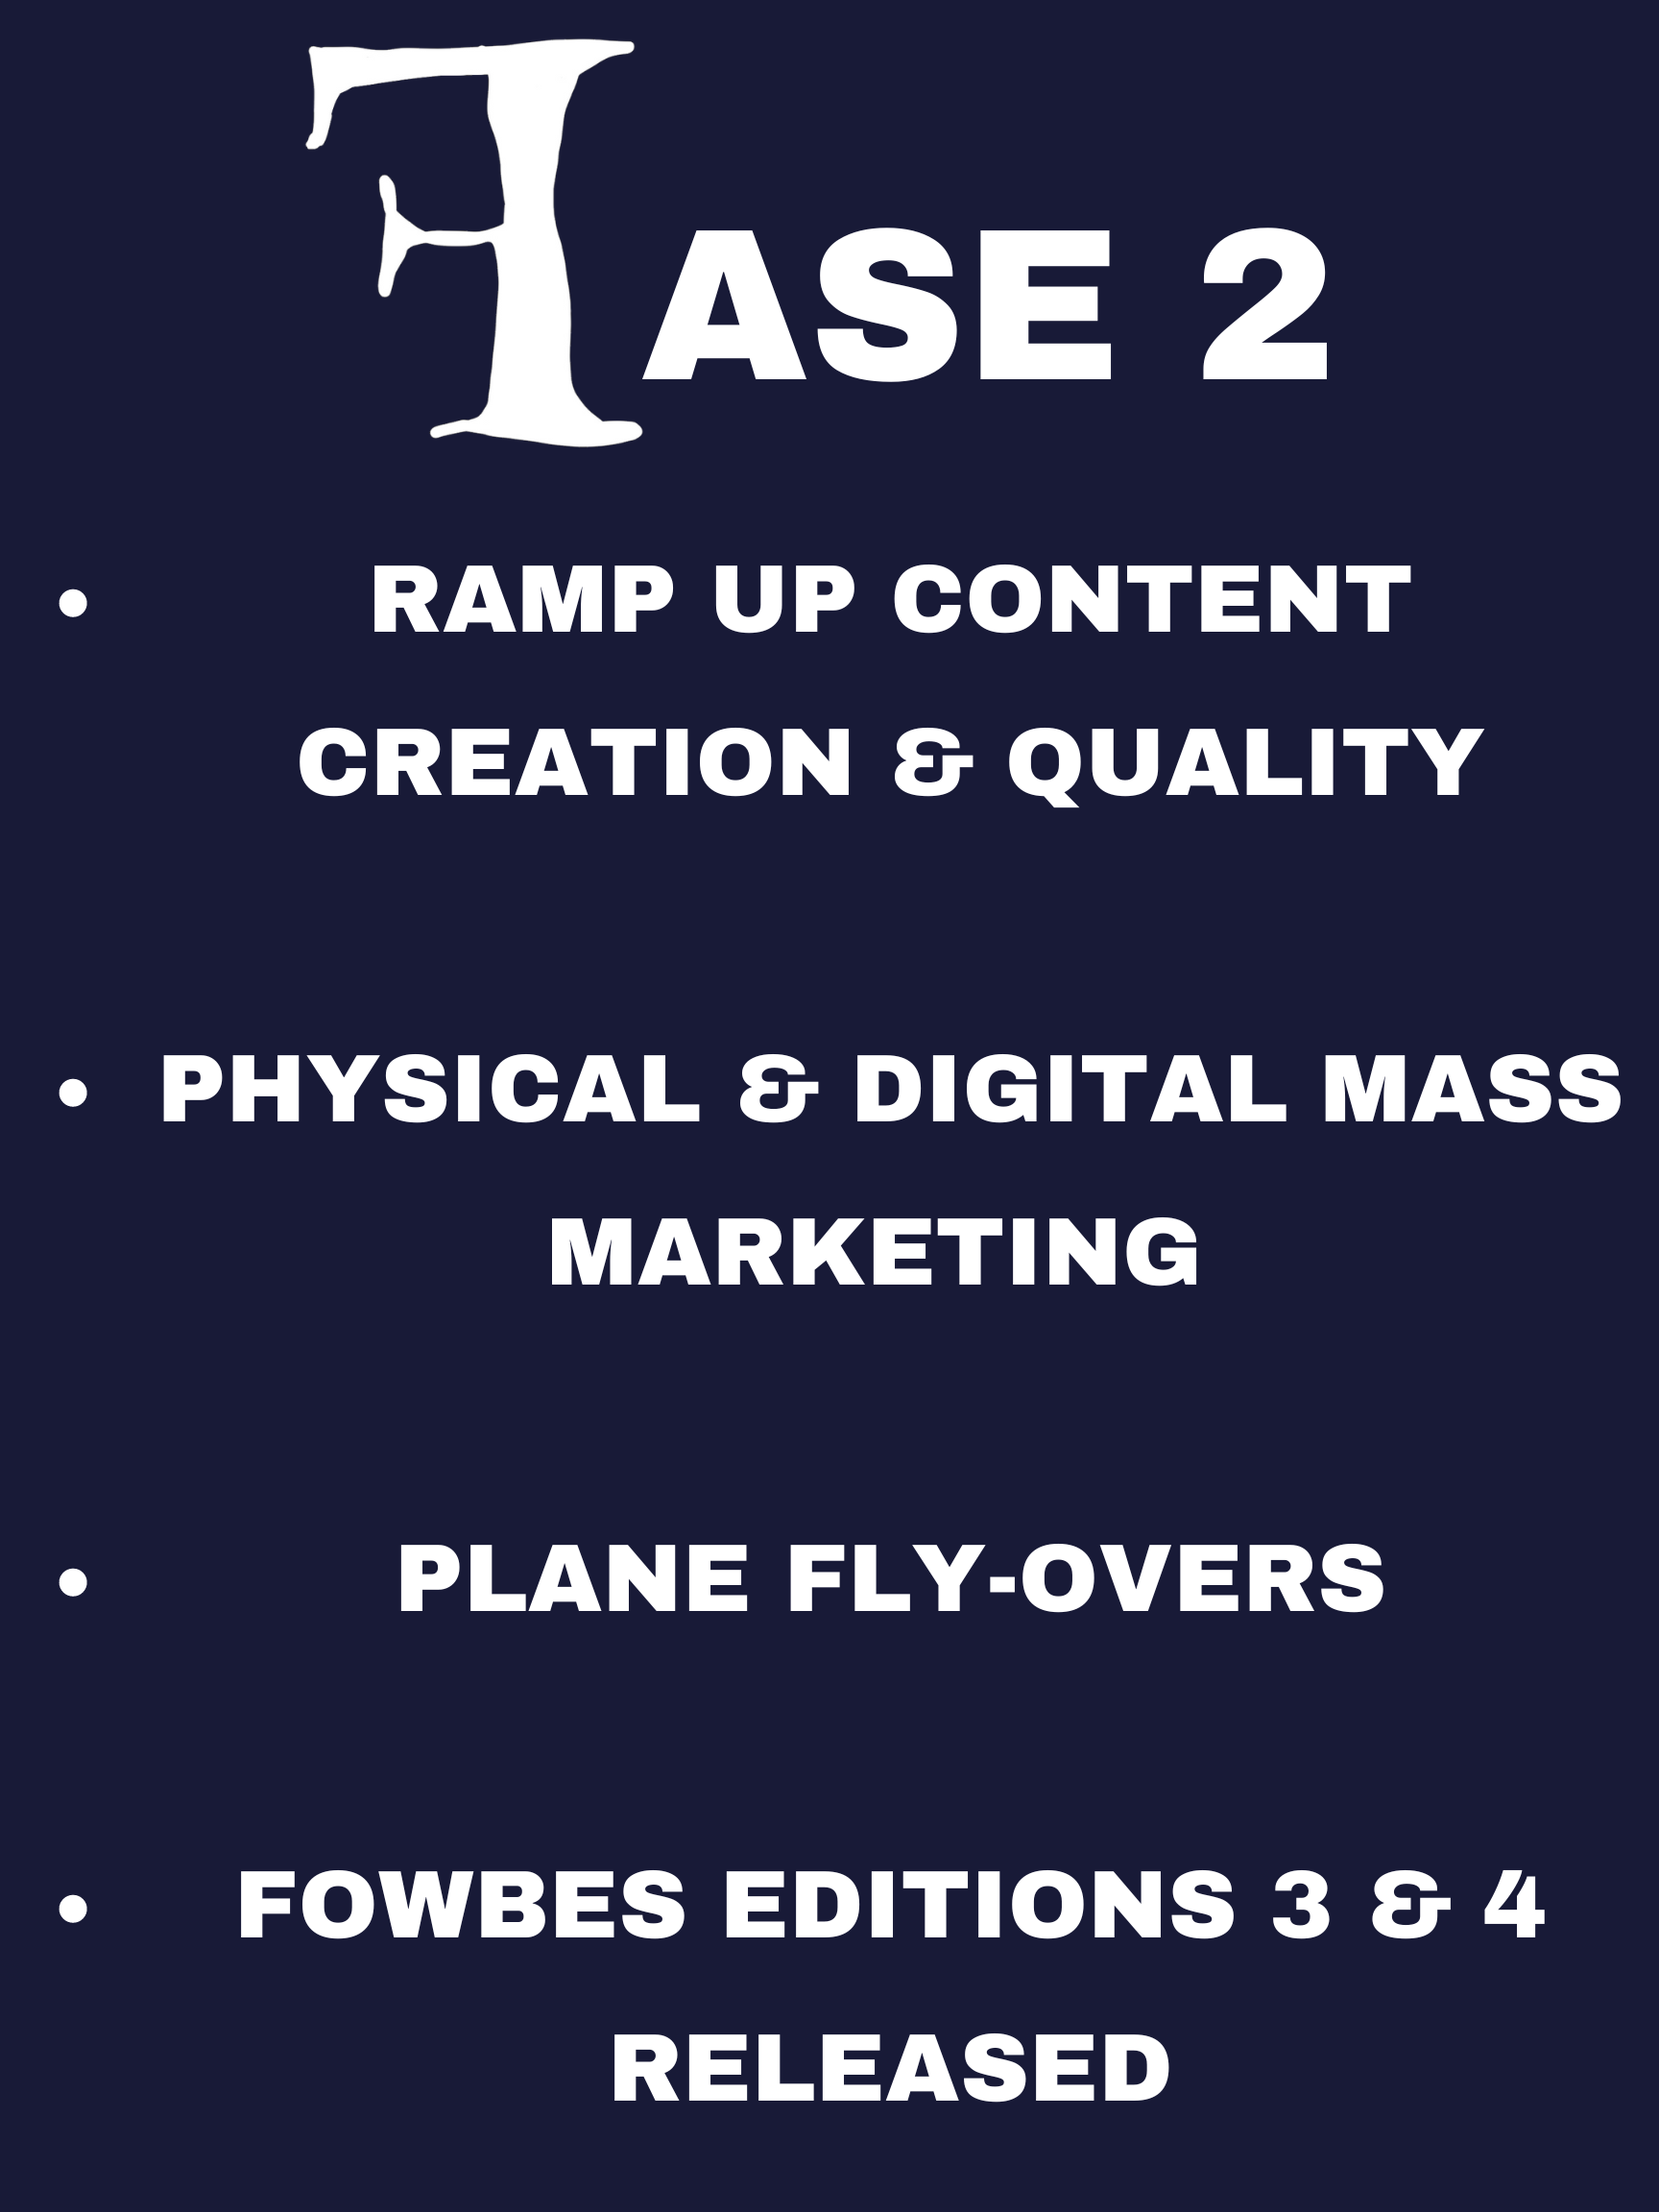 FASE 2
• RAMP UP CONTENT
CREATION & QUALITY
• PHYSICAL & DIGITAL MASS
MARKETING
• PLANE FLY-OVERS
• FOWBES EDITIONS 3 & 4
RELEASED